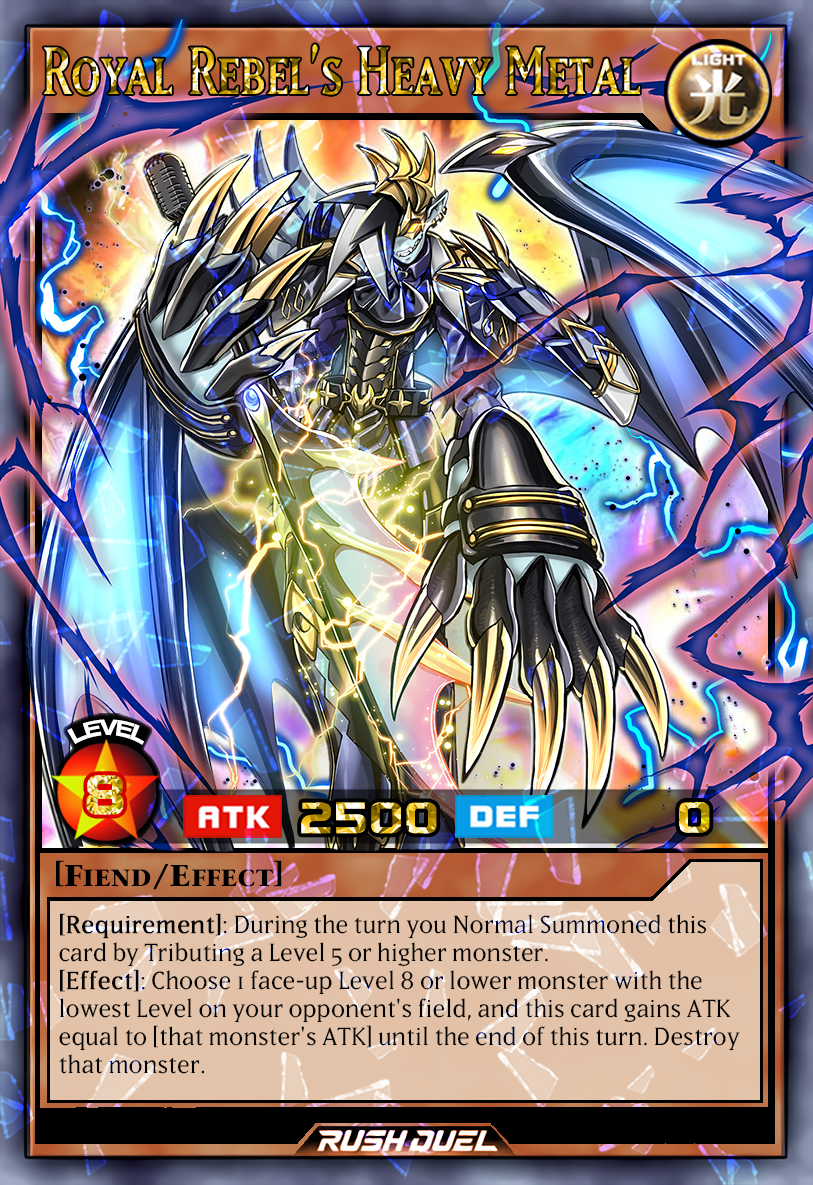 Royal Rebel's Heavy Metal
LIGHT
光
LEVEL
8
ATK 2500 DEF 0
[Fiend/Effect]
[Requirement]: During the turn you Normal Summoned this
card by Tributing a Level 5 or higher monster.
[Effect]: Choose 1 face-up Level 8 or lower monster with the
lowest Level on your opponent's field, and this card gains ATK
equal to [that monster's ATK] until the end of this turn. Destroy
that monster.
RUSH DUEL